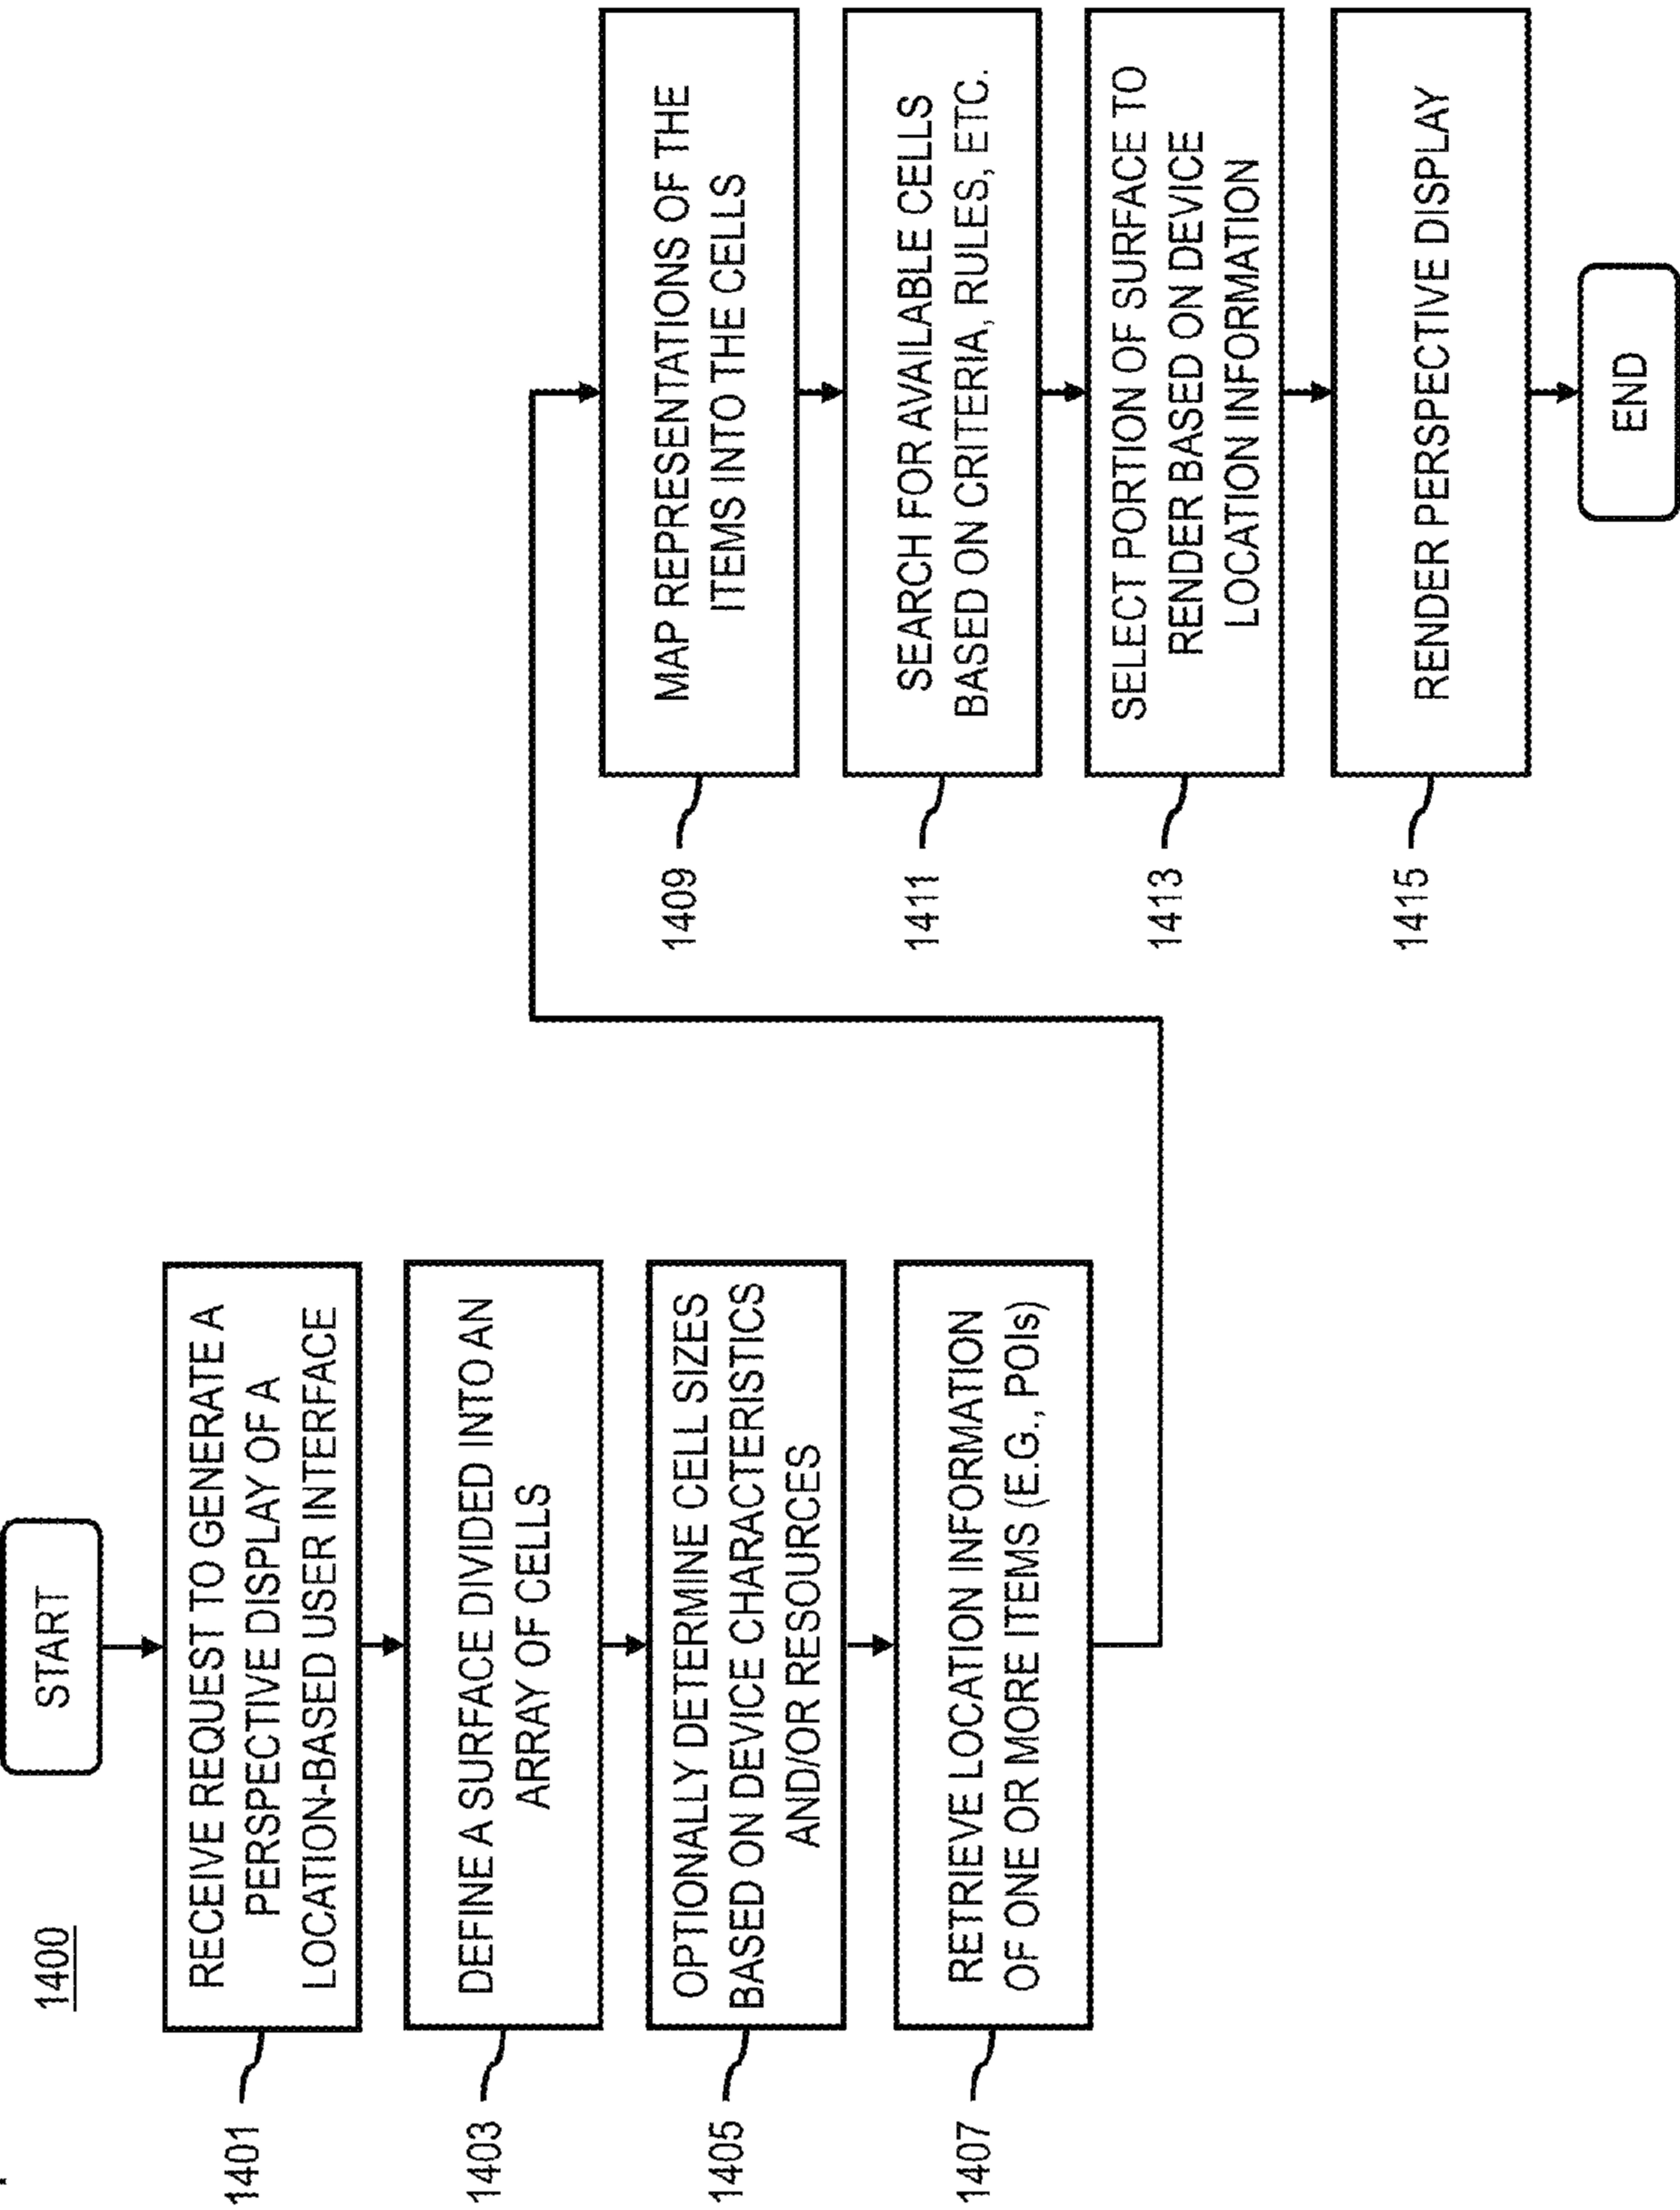 1400
START
1401
RECEIVE REQUEST TO GENERATE A
PERSPECTIVE DISPLAY OF A
LOCATION-BASED USER INTERFACE
1403
DEFINE A SURFACE DIVIDED INTO AN
ARRAY OF CELLS
1405
OPTIONALLY DETERMINE CELL SIZES
BASED ON DEVICE CHARACTERISTICS
AND/OR RESOURCES
1407
RETRIEVE LOCATION INFORMATION
OF ONE OR MORE ITEMS (E.G., POIs)
1409
MAP REPRESENTATIONS OF THE
ITEMS INTO THE CELLS
1411
SEARCH FOR AVAILABLE CELLS
BASED ON CRITERIA, RULES, ETC.
1413
SELECT PORTION OF SURFACE TO
RENDER BASED ON DEVICE
LOCATION INFORMATION
1415
RENDER PERSPECTIVE DISPLAY
END